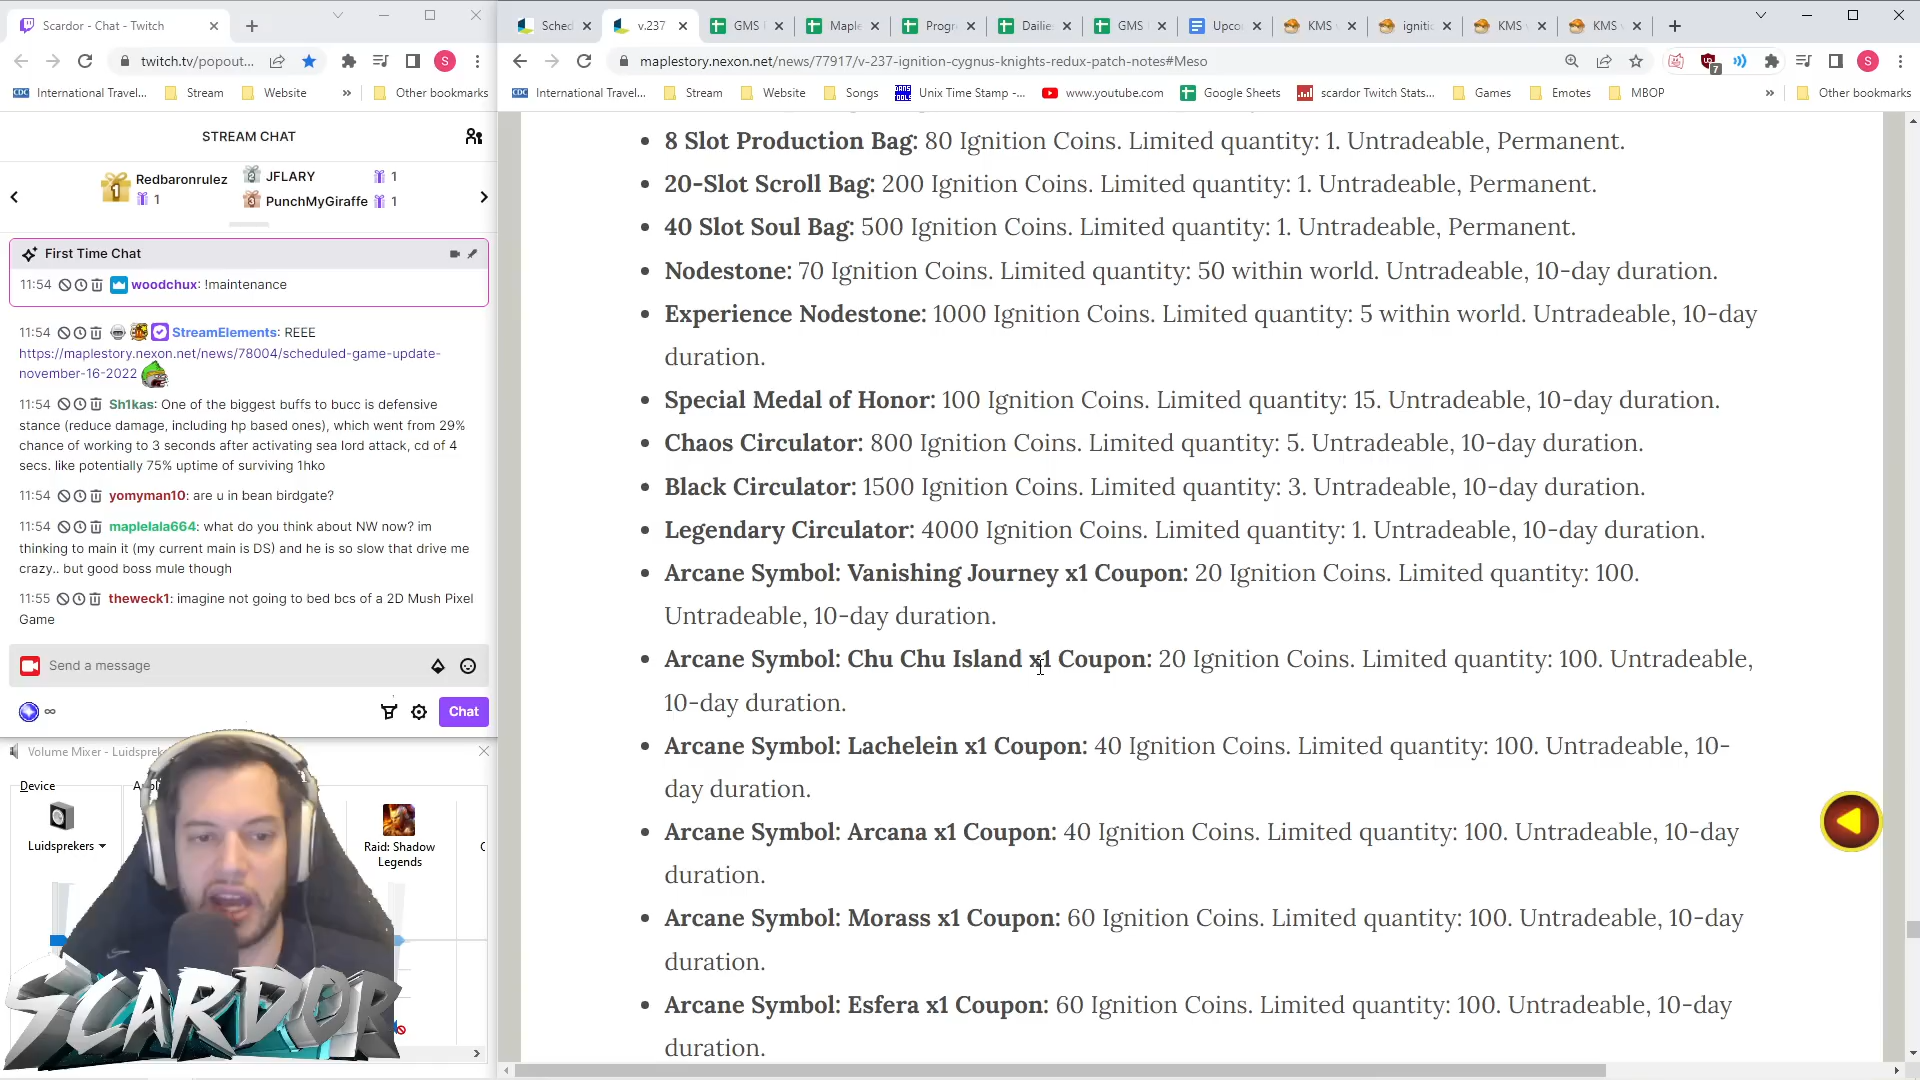 Scardor - Chat - Twitch
Sched
v.237
GMS
Maple
Progr
Dailie
GMS
Upco
KMS v
igniti
KMS v
KMS v
twitch.tv/popout...
S
maplestory.nexon.net/news/77917/v-237-ignition-cygnus-knights-redux-patch-notes#Meso
7
S
CDC International Travel...
Stream
Website
»
Other bookmarks
CDC International Travel...
Stream
Website
Songs
Unix Time Stamp -...
www.youtube.com
Google Sheets
scardor Twitch Stats...
Games
Emotes
MBOP
»
Other bookmarks
STREAM CHAT
1 Redbaronrulez 1
2 JFLARY 1
3 PunchMyGiraffe 1
First Time Chat
11:54 woodchux: !maintenance
11:54 StreamElements: REEE
https://maplestory.nexon.net/news/78004/scheduled-game-update-
november-16-2022
11:54 Sh1kas: One of the biggest buffs to bucc is defensive
stance (reduce damage, including hp based ones), which went from 29%
chance of working to 3 seconds after activating sea lord attack, cd of 4
secs. like potentially 75% uptime of surviving 1hko
11:54 yomyman10: are u in bean birdgate?
11:54 maplelala664: what do you think about NW now? im
thinking to main it (my current main is DS) and he is so slow that drive me
crazy.. but good boss mule though
11:55 theweck1: imagine not going to bed bcs of a 2D Mush Pixel
Game
Send a message
∞
Chat
Volume Mixer - Luidsprek
Device
Luidsprekers
Raid: Shadow
Legends
SCARDOR
8 Slot Production Bag: 80 Ignition Coins. Limited quantity: 1. Untradeable, Permanent.
20-Slot Scroll Bag: 200 Ignition Coins. Limited quantity: 1. Untradeable, Permanent.
40 Slot Soul Bag: 500 Ignition Coins. Limited quantity: 1. Untradeable, Permanent.
Nodestone: 70 Ignition Coins. Limited quantity: 50 within world. Untradeable, 10-day duration.
Experience Nodestone: 1000 Ignition Coins. Limited quantity: 5 within world. Untradeable, 10-day
duration.
Special Medal of Honor: 100 Ignition Coins. Limited quantity: 15. Untradeable, 10-day duration.
Chaos Circulator: 800 Ignition Coins. Limited quantity: 5. Untradeable, 10-day duration.
Black Circulator: 1500 Ignition Coins. Limited quantity: 3. Untradeable, 10-day duration.
Legendary Circulator: 4000 Ignition Coins. Limited quantity: 1. Untradeable, 10-day duration.
Arcane Symbol: Vanishing Journey x1 Coupon: 20 Ignition Coins. Limited quantity: 100.
Untradeable, 10-day duration.
Arcane Symbol: Chu Chu Island x1 Coupon: 20 Ignition Coins. Limited quantity: 100. Untradeable,
10-day duration.
Arcane Symbol: Lachelein x1 Coupon: 40 Ignition Coins. Limited quantity: 100. Untradeable, 10-
day duration.
Arcane Symbol: Arcana x1 Coupon: 40 Ignition Coins. Limited quantity: 100. Untradeable, 10-day
duration.
Arcane Symbol: Morass x1 Coupon: 60 Ignition Coins. Limited quantity: 100. Untradeable, 10-day
duration.
Arcane Symbol: Esfera x1 Coupon: 60 Ignition Coins. Limited quantity: 100. Untradeable, 10-day
duration.